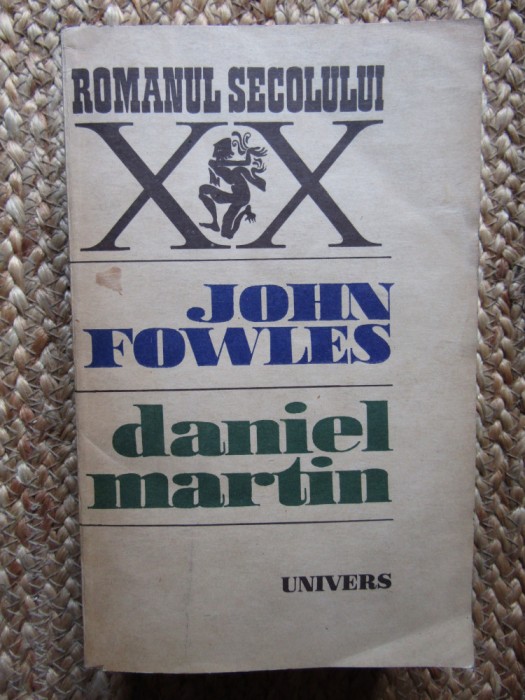 ROMANUL SECOLULUI
XX
JOHN
FOWLES
daniel
martin
UNIVERS